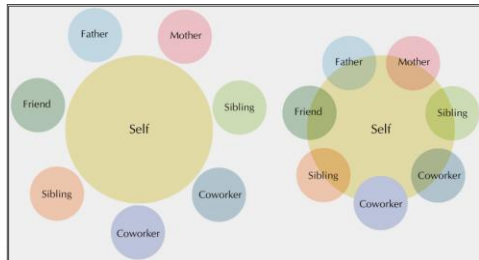 Father
Mother
Friend
Self
Sibling
Sibling
Coworker
Coworker
Father
Mother
Friend
Self
Sibling
Sibling
Coworker
Coworker